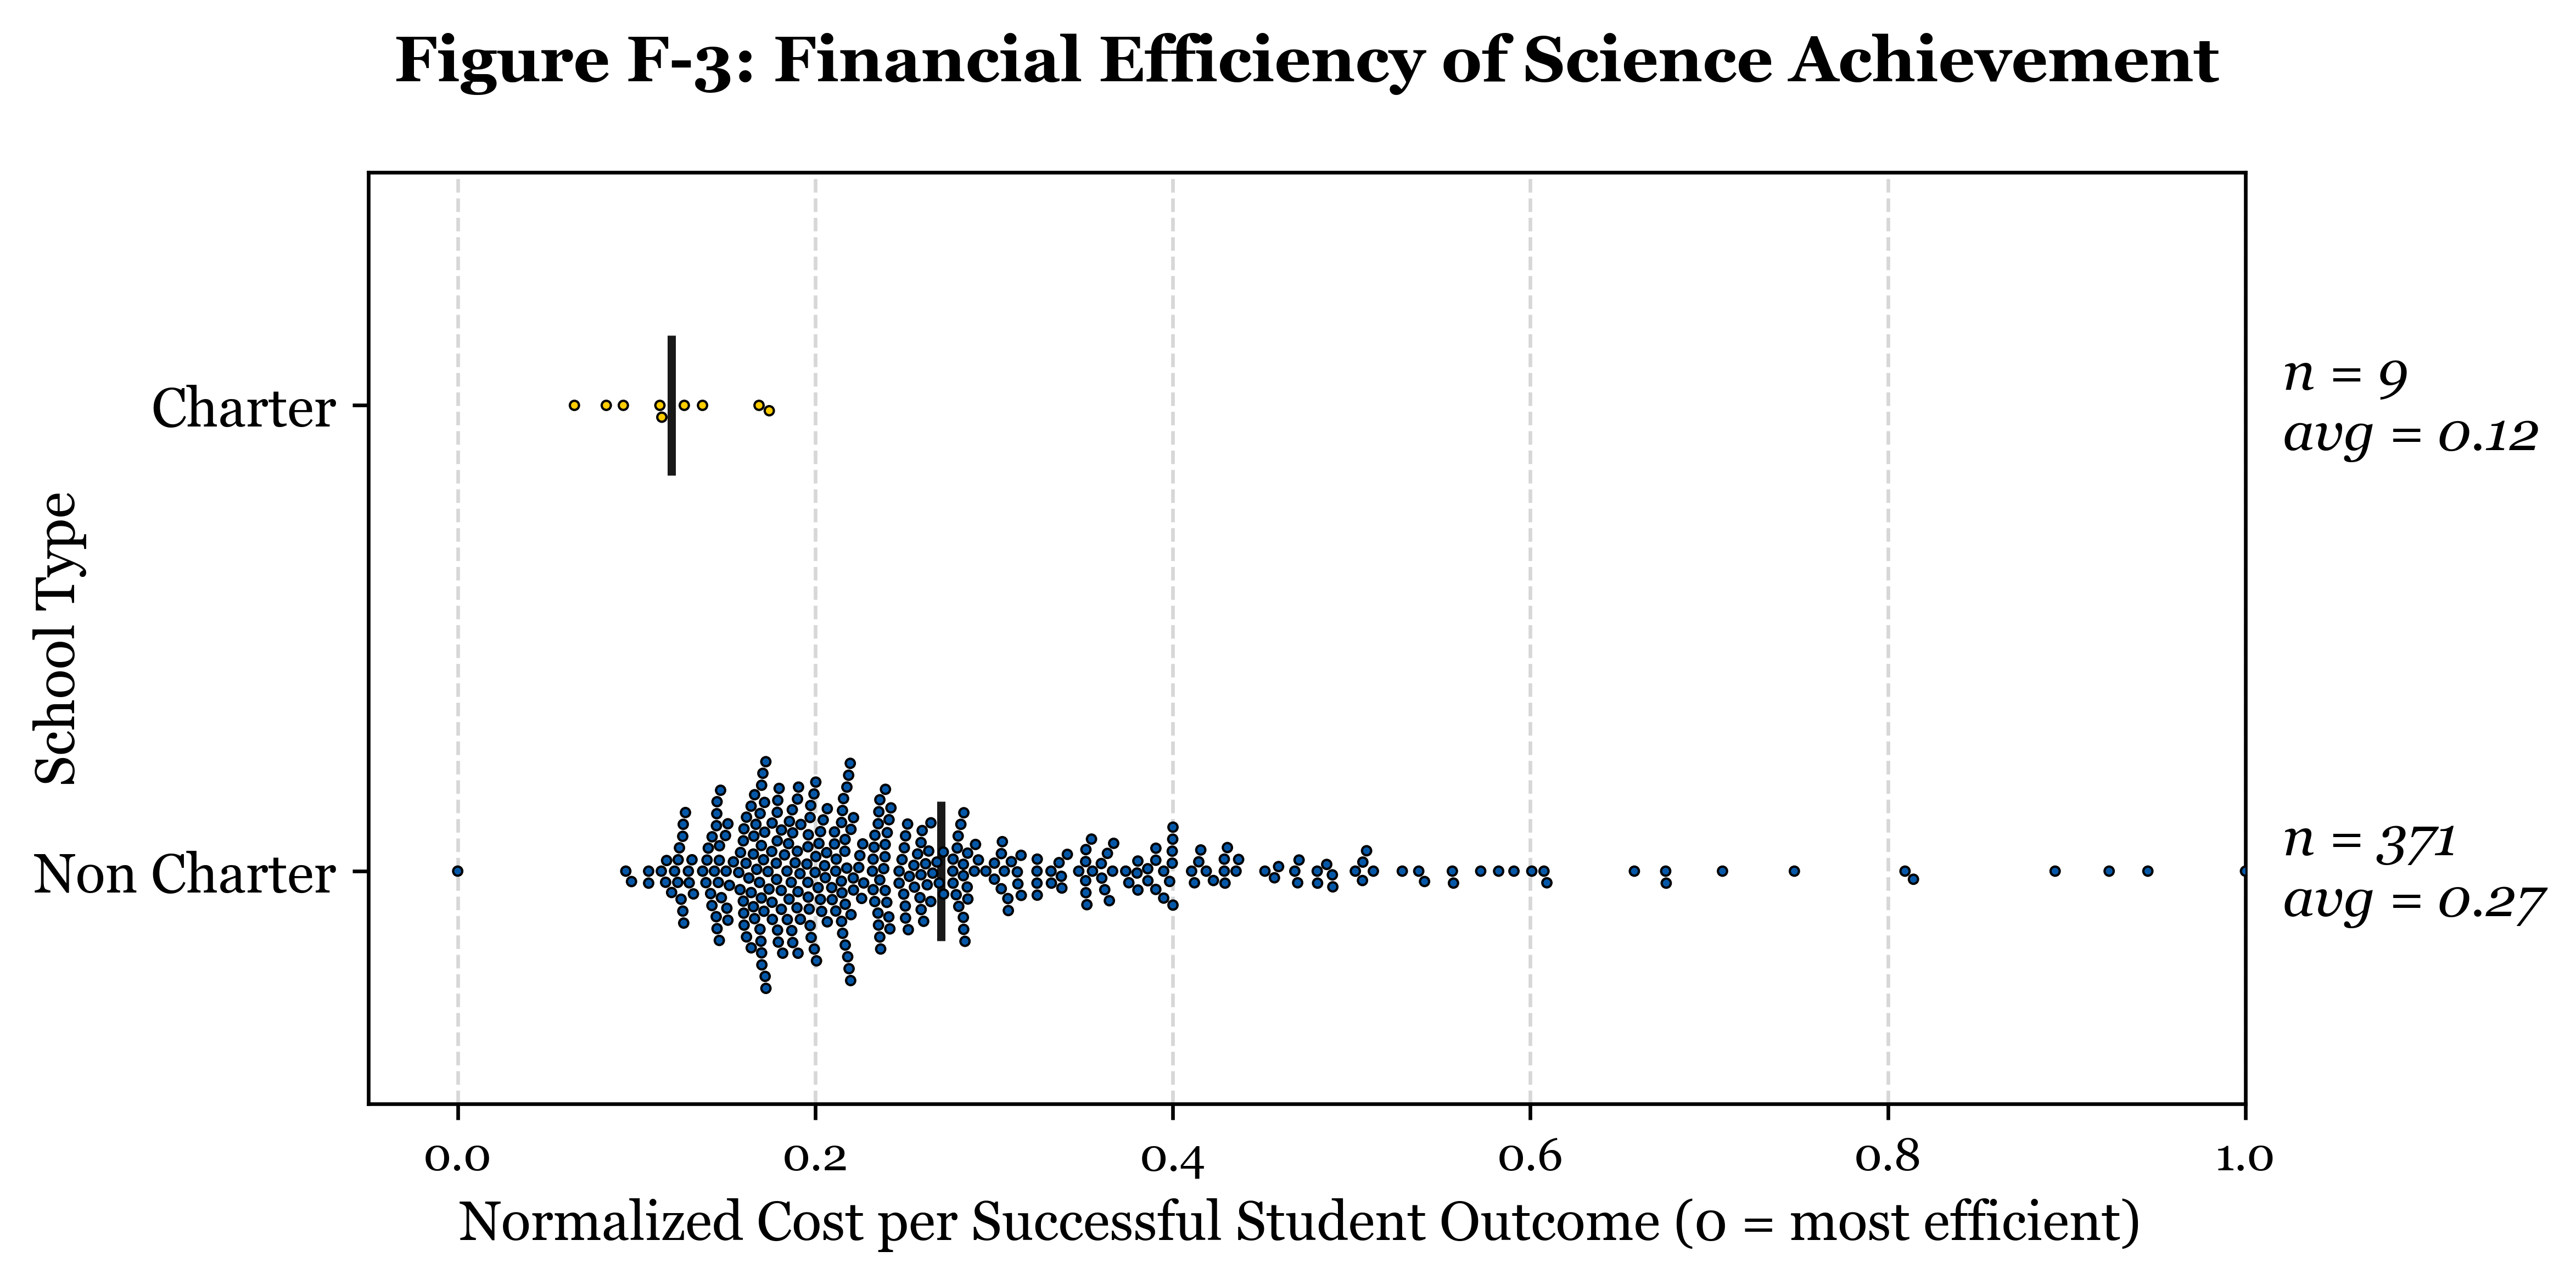 Figure F-3: Financial Efficiency of Science Achievement
School Type
Charter
n = 9
avg = 0.12
Non Charter
n = 371
avg = 0.27
0.0 0.2 0.4 0.6 0.8 1.0
Normalized Cost per Successful Student Outcome (0 = most efficient)